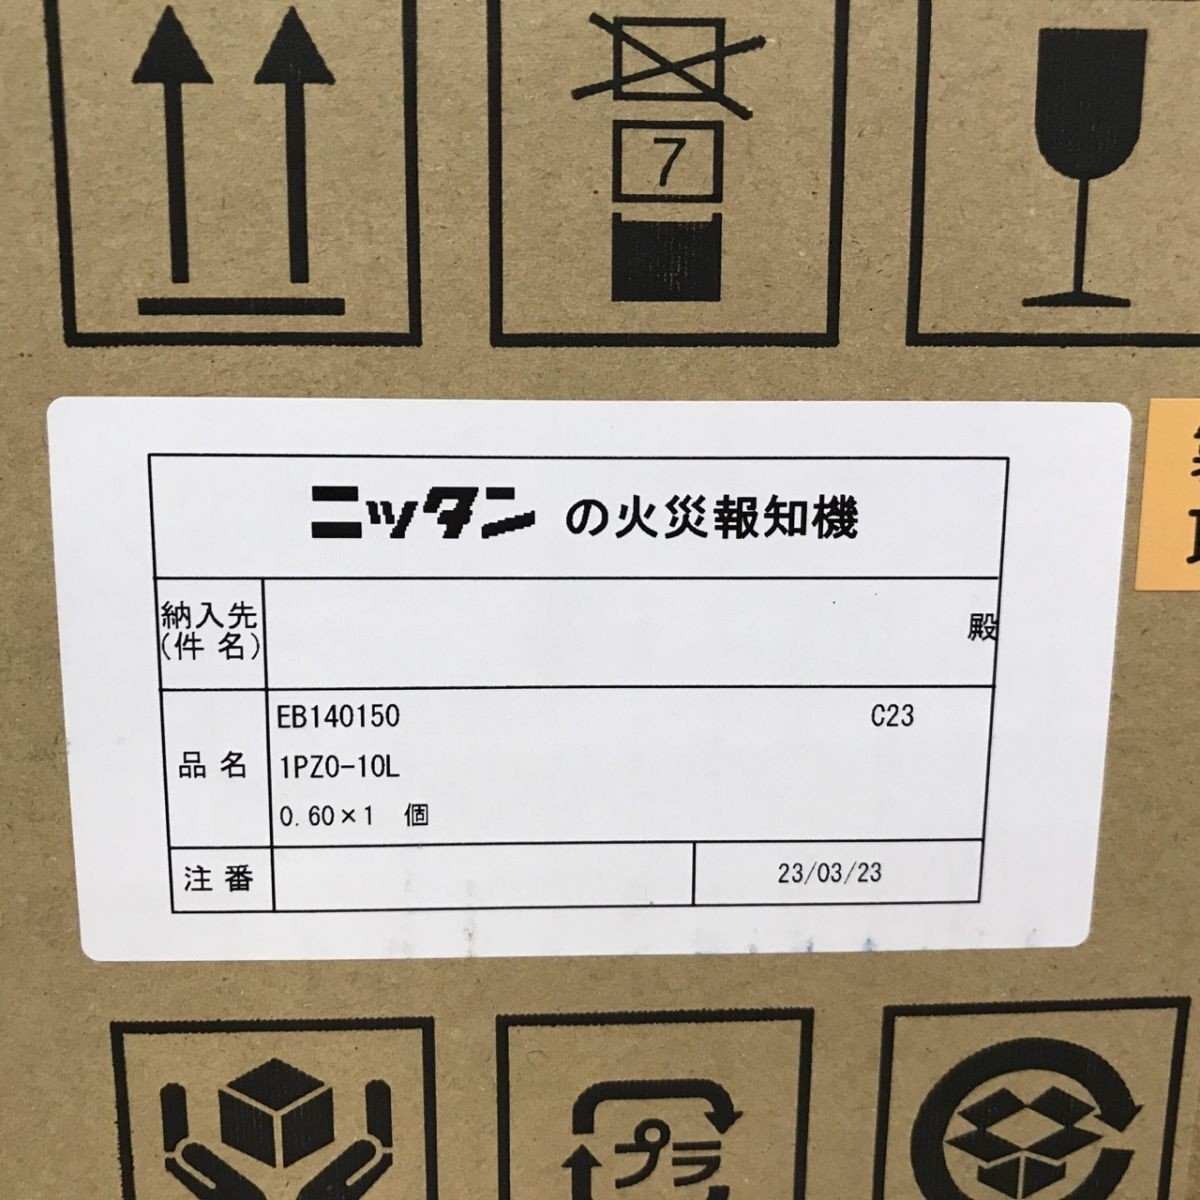 7
ニッタン の火災報知機
納入先
(件 名)
殿
EB140150 C23
品 名
1PZ0-10L
0.60×1 個
注 番
23/03/23
プラ